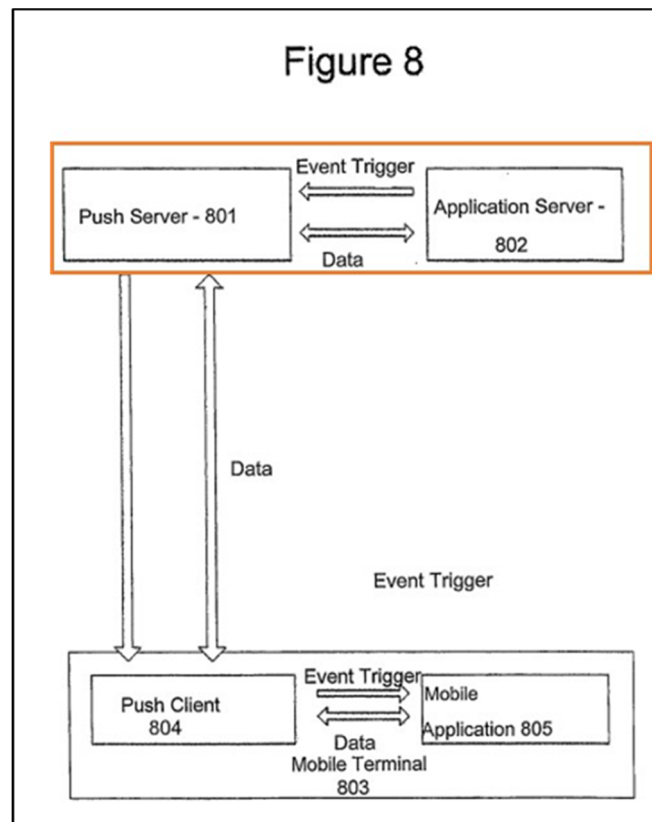 Figure 8
Event Trigger
Push Server - 801
Application Server -
802
Data
Data
Event Trigger
Event Trigger
Push Client
804
Mobile
Application 805
Data
Mobile Terminal
803